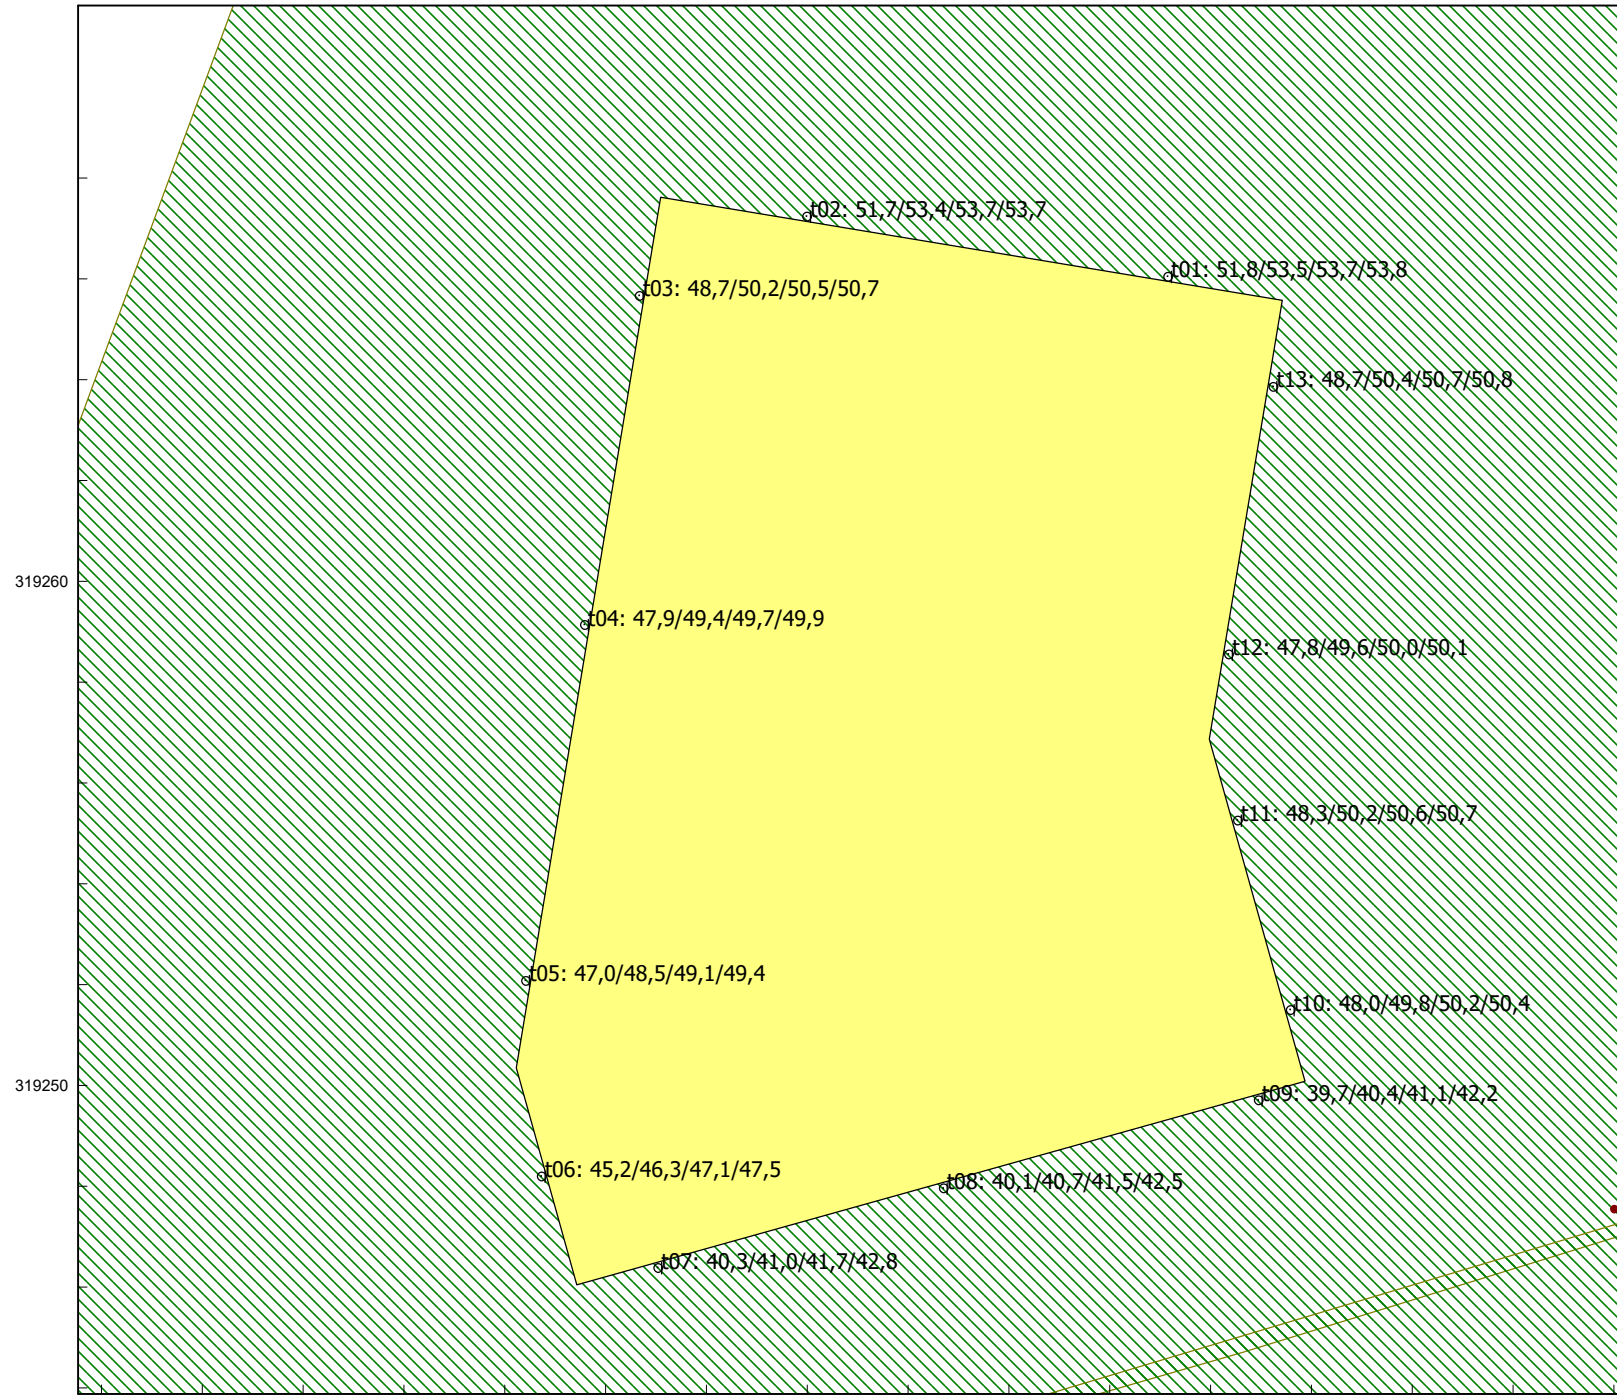 t02: 51,7/53,4/53,7/53,7
t01: 51,8/53,5/53,7/53,8
t03: 48,7/50,2/50,5/50,7
t13: 48,7/50,4/50,7/50,8
319260
t04: 47,9/49,4/49,7/49,9
t12: 47,8/49,6/50,0/50,1
t11: 48,3/50,2/50,6/50,7
t05: 47,0/48,5/49,1/49,4
t10: 48,0/49,8/50,2/50,4
319250
t09: 39,7/40,4/41,1/42,2
t06: 45,2/46,3/47,1/47,5
t08: 40,1/40,7/41,5/42,5
t07: 40,3/41,0/41,7/42,8